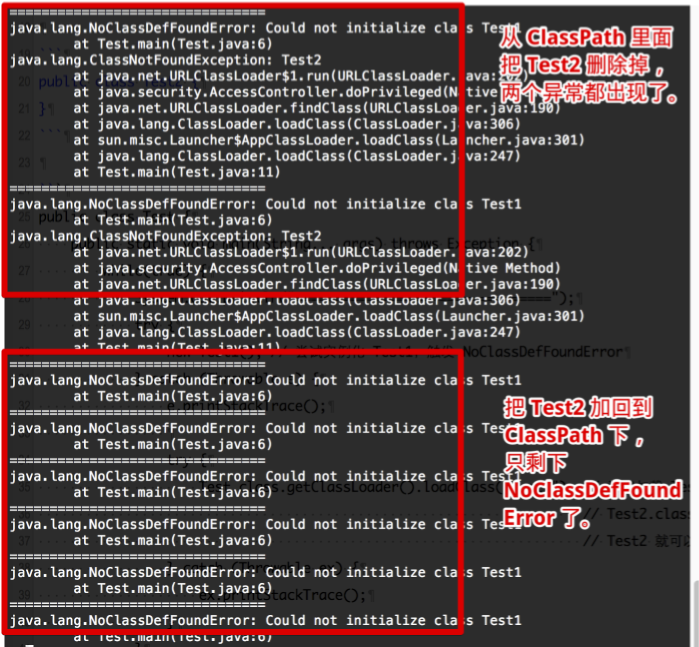 ================================
java.lang.NoClassDefFoundError: Could not initialize class Test1
at Test.main(Test.java:6)
java.lang.ClassNotFoundException: Test2
at java.net.URLClassLoader$1.run(URLClassLoader.java:202)
at java.security.AccessController.doPrivileged(Native
at java.net.URLClassLoader.findClass(URLClassLoader.java:190)
at java.lang.ClassLoader.loadClass(ClassLoader.java:306)
at sun.misc.Launcher$AppClassLoader.loadClass(Launcher.java:301)
at java.lang.ClassLoader.loadClass(ClassLoader.java:247)
at Test.main(Test.java:11)
================================
java.lang.NoClassDefFoundError: Could not initialize class Test1
at Test.main(Test.java:6)
java.lang.ClassNotFoundException: Test2
at java.net.URLClassLoader$1.run(URLClassLoader.java:202)
at java.security.AccessController.doPrivileged(Native Method)
at java.net.URLClassLoader.findClass(URLClassLoader.java:190)
at java.lang.ClassLoader.loadClass(ClassLoader.java:306)
at sun.misc.Launcher$AppClassLoader.loadClass(Launcher.java:301)
at java.lang.ClassLoader.loadClass(ClassLoader.java:247)
at Test.main(Test.java:11)
================================
java.lang.NoClassDefFoundError: Could not initialize class Test1
at Test.main(Test.java:6)
================================
java.lang.NoClassDefFoundError: Could not initialize class Test1
at Test.main(Test.java:6)
================================
java.lang.NoClassDefFoundError: Could not initialize class Test1
at Test.main(Test.java:6)
================================
java.lang.NoClassDefFoundError: Could not initialize class Test1
at Test.main(Test.java:6)
================================
java.lang.NoClassDefFoundError: Could not initialize class Test1
at Test.main(Test.java:6)
================================
java.lang.NoClassDefFoundError: Could not initialize class Test1
at Test.main(Test.java:6)
从 ClassPath 里面
把 Test2 删除掉，
两个异常都出现了。
把 Test2 加回到
ClassPath 下，
只剩下
NoClassDefFound
Error 了。